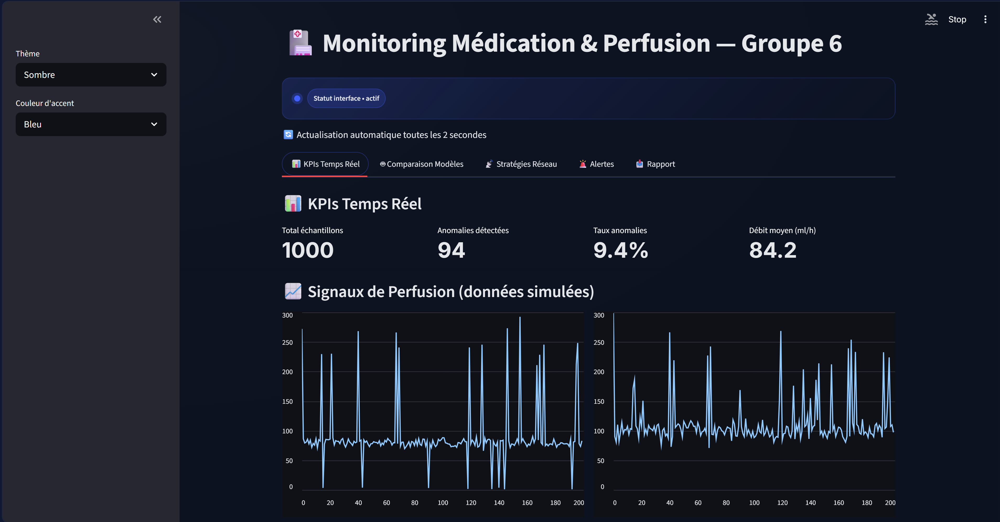 Stop
Thème
Sombre
Couleur d'accent
Bleu
Monitoring Médication & Perfusion — Groupe 6
Statut interface • actif
Actualisation automatique toutes les 2 secondes
KPIs Temps Réel
Comparaison Modèles
Stratégies Réseau
Alertes
Rapport
KPIs Temps Réel
Total échantillons
1000
Anomalies détectées
94
Taux anomalies
9.4%
Débit moyen (ml/h)
84.2
Signaux de Perfusion (données simulées)
300
250
200
150
100
50
0
0 20 40 60 80 100 120 140 160 180 200
300
250
200
150
100
50
0
0 20 40 60 80 100 120 140 160 180 200